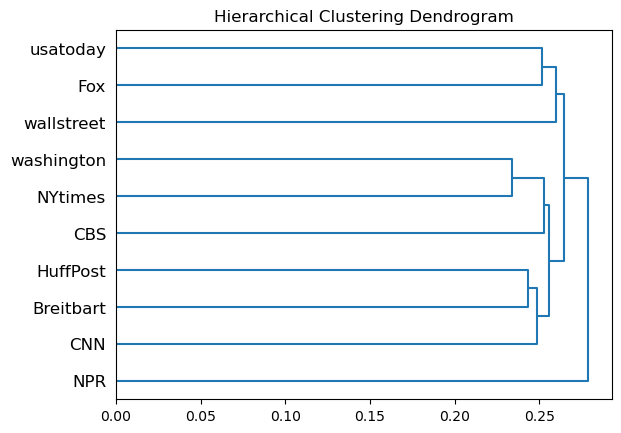 Hierarchical Clustering Dendrogram
usatoday
Fox
wallstreet
washington
NYtimes
CBS
HuffPost
Breitbart
CNN
NPR
0.00 0.05 0.10 0.15 0.20 0.25